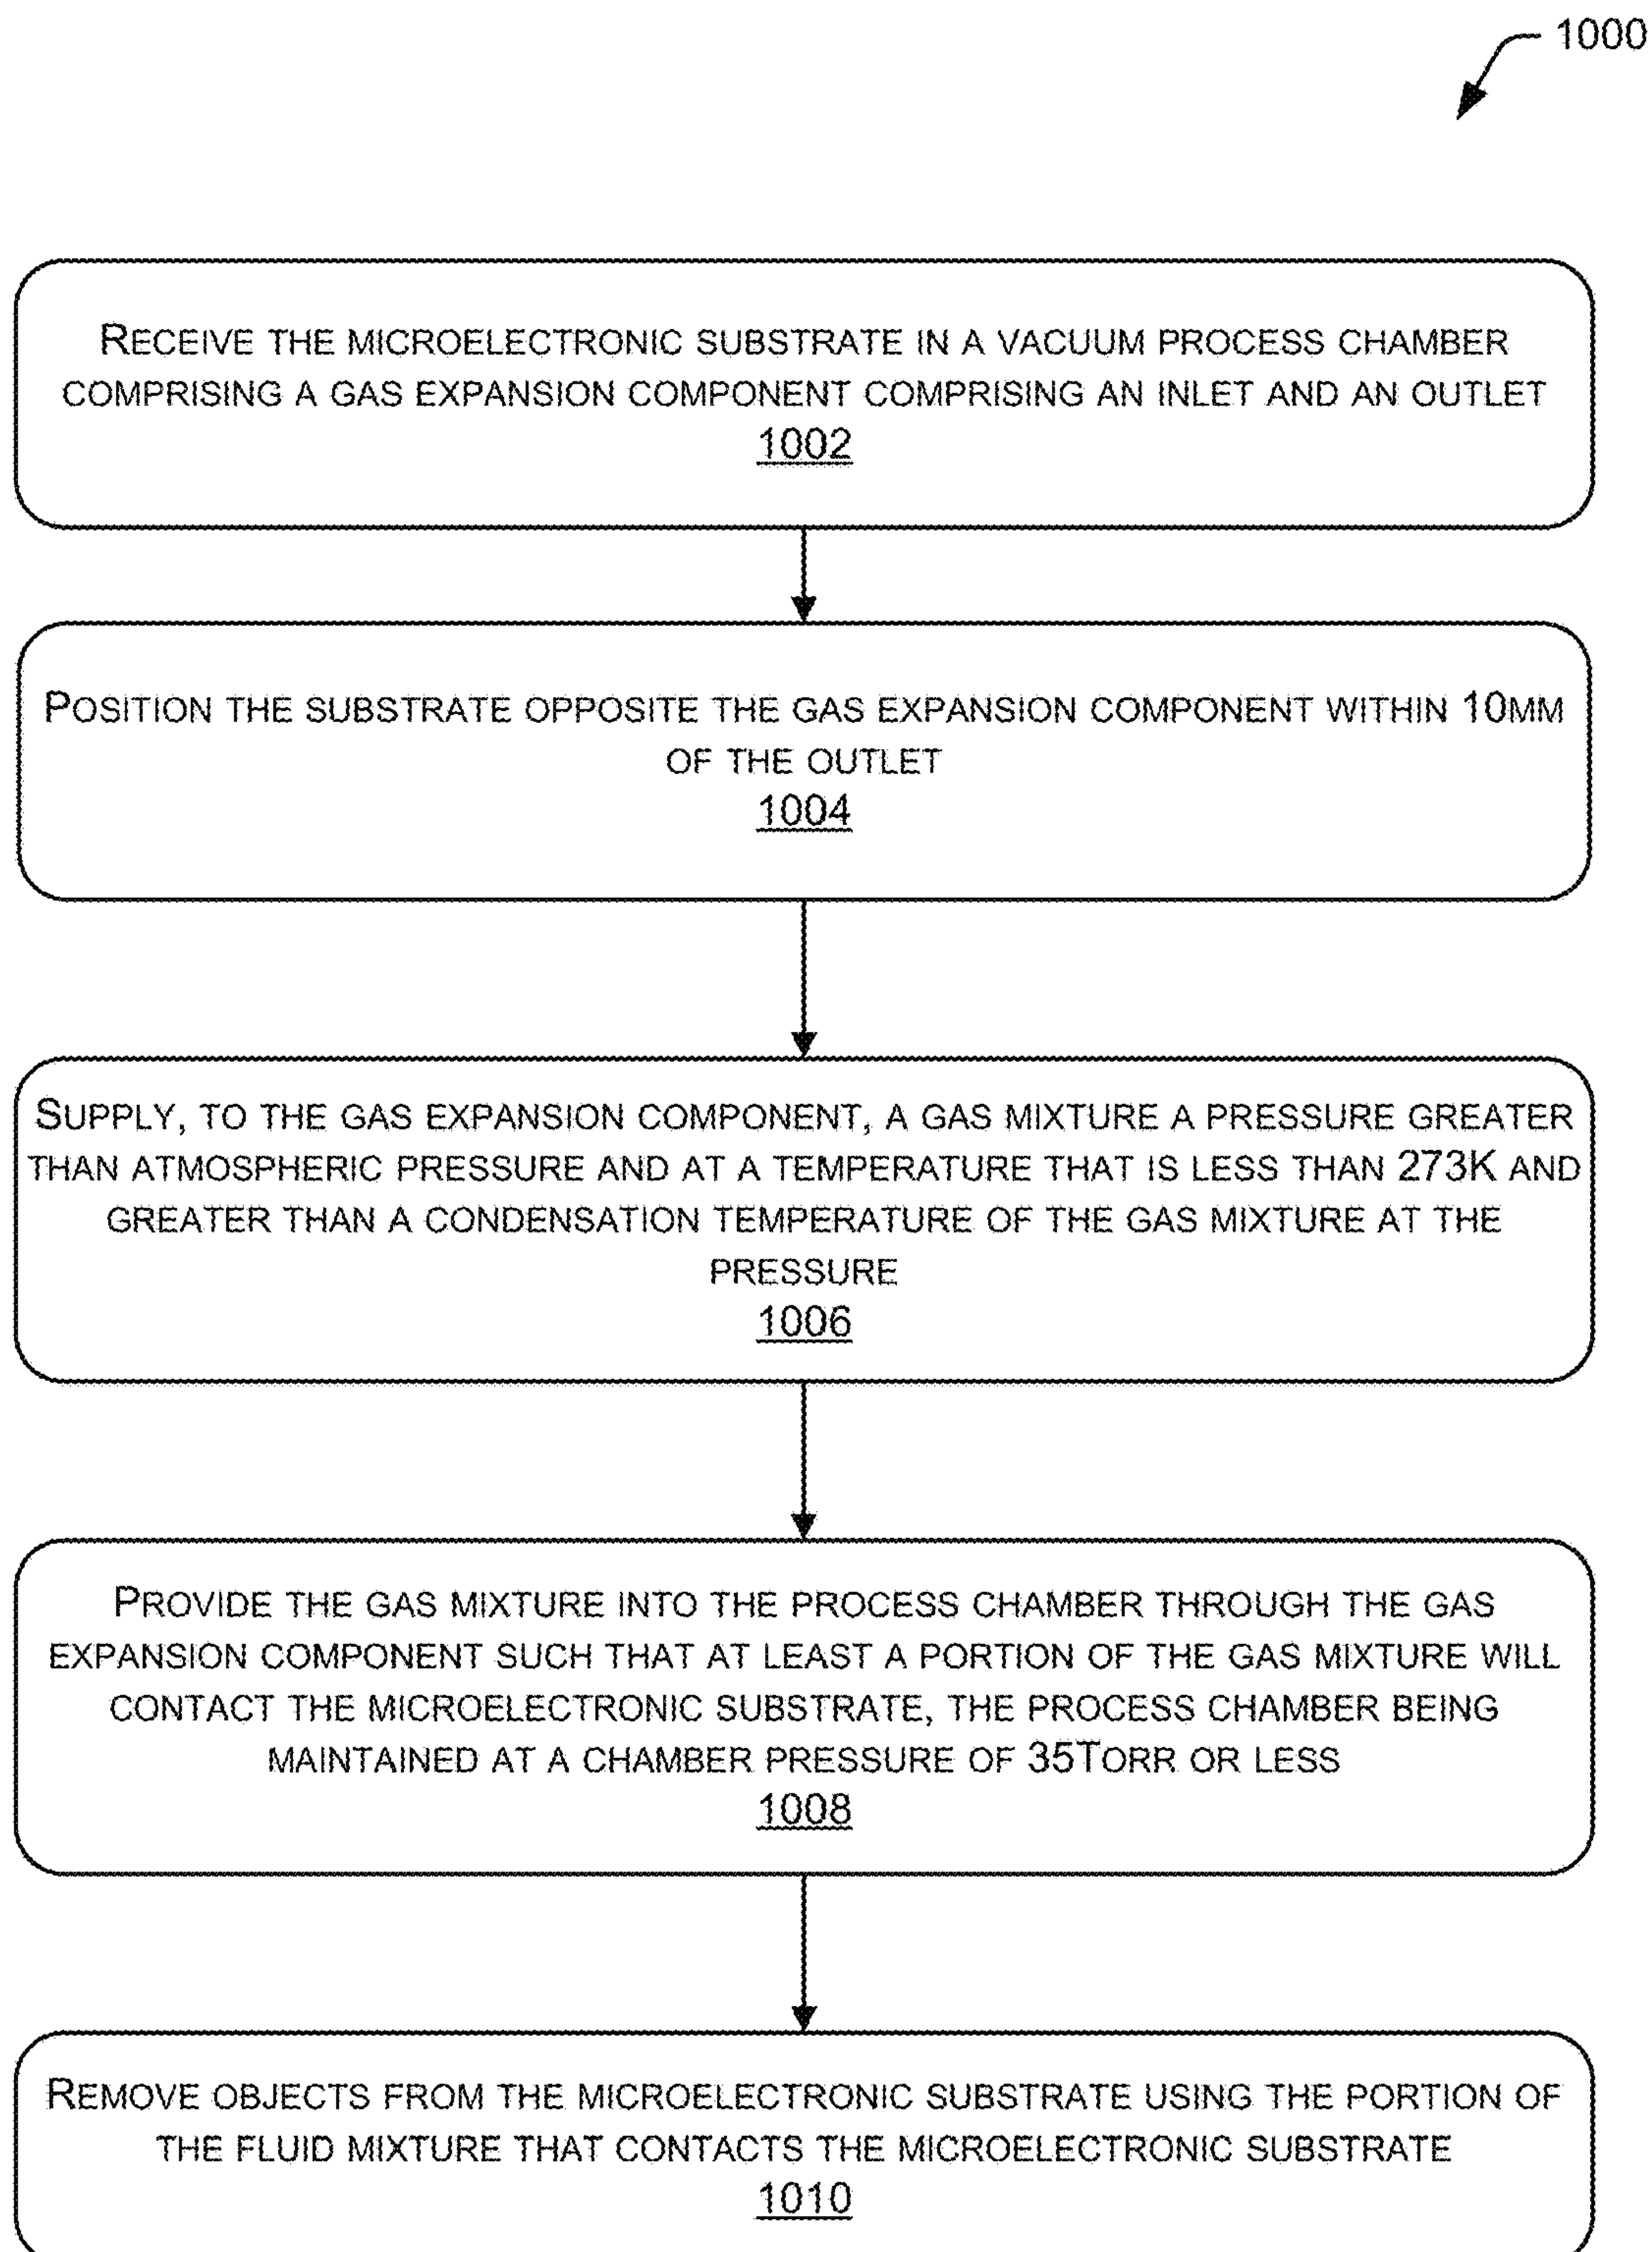 1000
RECEIVE THE MICROELECTRONIC SUBSTRATE IN A VACUUM PROCESS CHAMBER
COMPRISING A GAS EXPANSION COMPONENT COMPRISING AN INLET AND AN OUTLET
1002
POSITION THE SUBSTRATE OPPOSITE THE GAS EXPANSION COMPONENT WITHIN 10MM
OF THE OUTLET
1004
SUPPLY, TO THE GAS EXPANSION COMPONENT, A GAS MIXTURE A PRESSURE GREATER
THAN ATMOSPHERIC PRESSURE AND AT A TEMPERATURE THAT IS LESS THAN 273K AND
GREATER THAN A CONDENSATION TEMPERATURE OF THE GAS MIXTURE AT THE
PRESSURE
1006
PROVIDE THE GAS MIXTURE INTO THE PROCESS CHAMBER THROUGH THE GAS
EXPANSION COMPONENT SUCH THAT AT LEAST A PORTION OF THE GAS MIXTURE WILL
CONTACT THE MICROELECTRONIC SUBSTRATE, THE PROCESS CHAMBER BEING
MAINTAINED AT A CHAMBER PRESSURE OF 35TORR OR LESS
1008
REMOVE OBJECTS FROM THE MICROELECTRONIC SUBSTRATE USING THE PORTION OF
THE FLUID MIXTURE THAT CONTACTS THE MICROELECTRONIC SUBSTRATE
1010